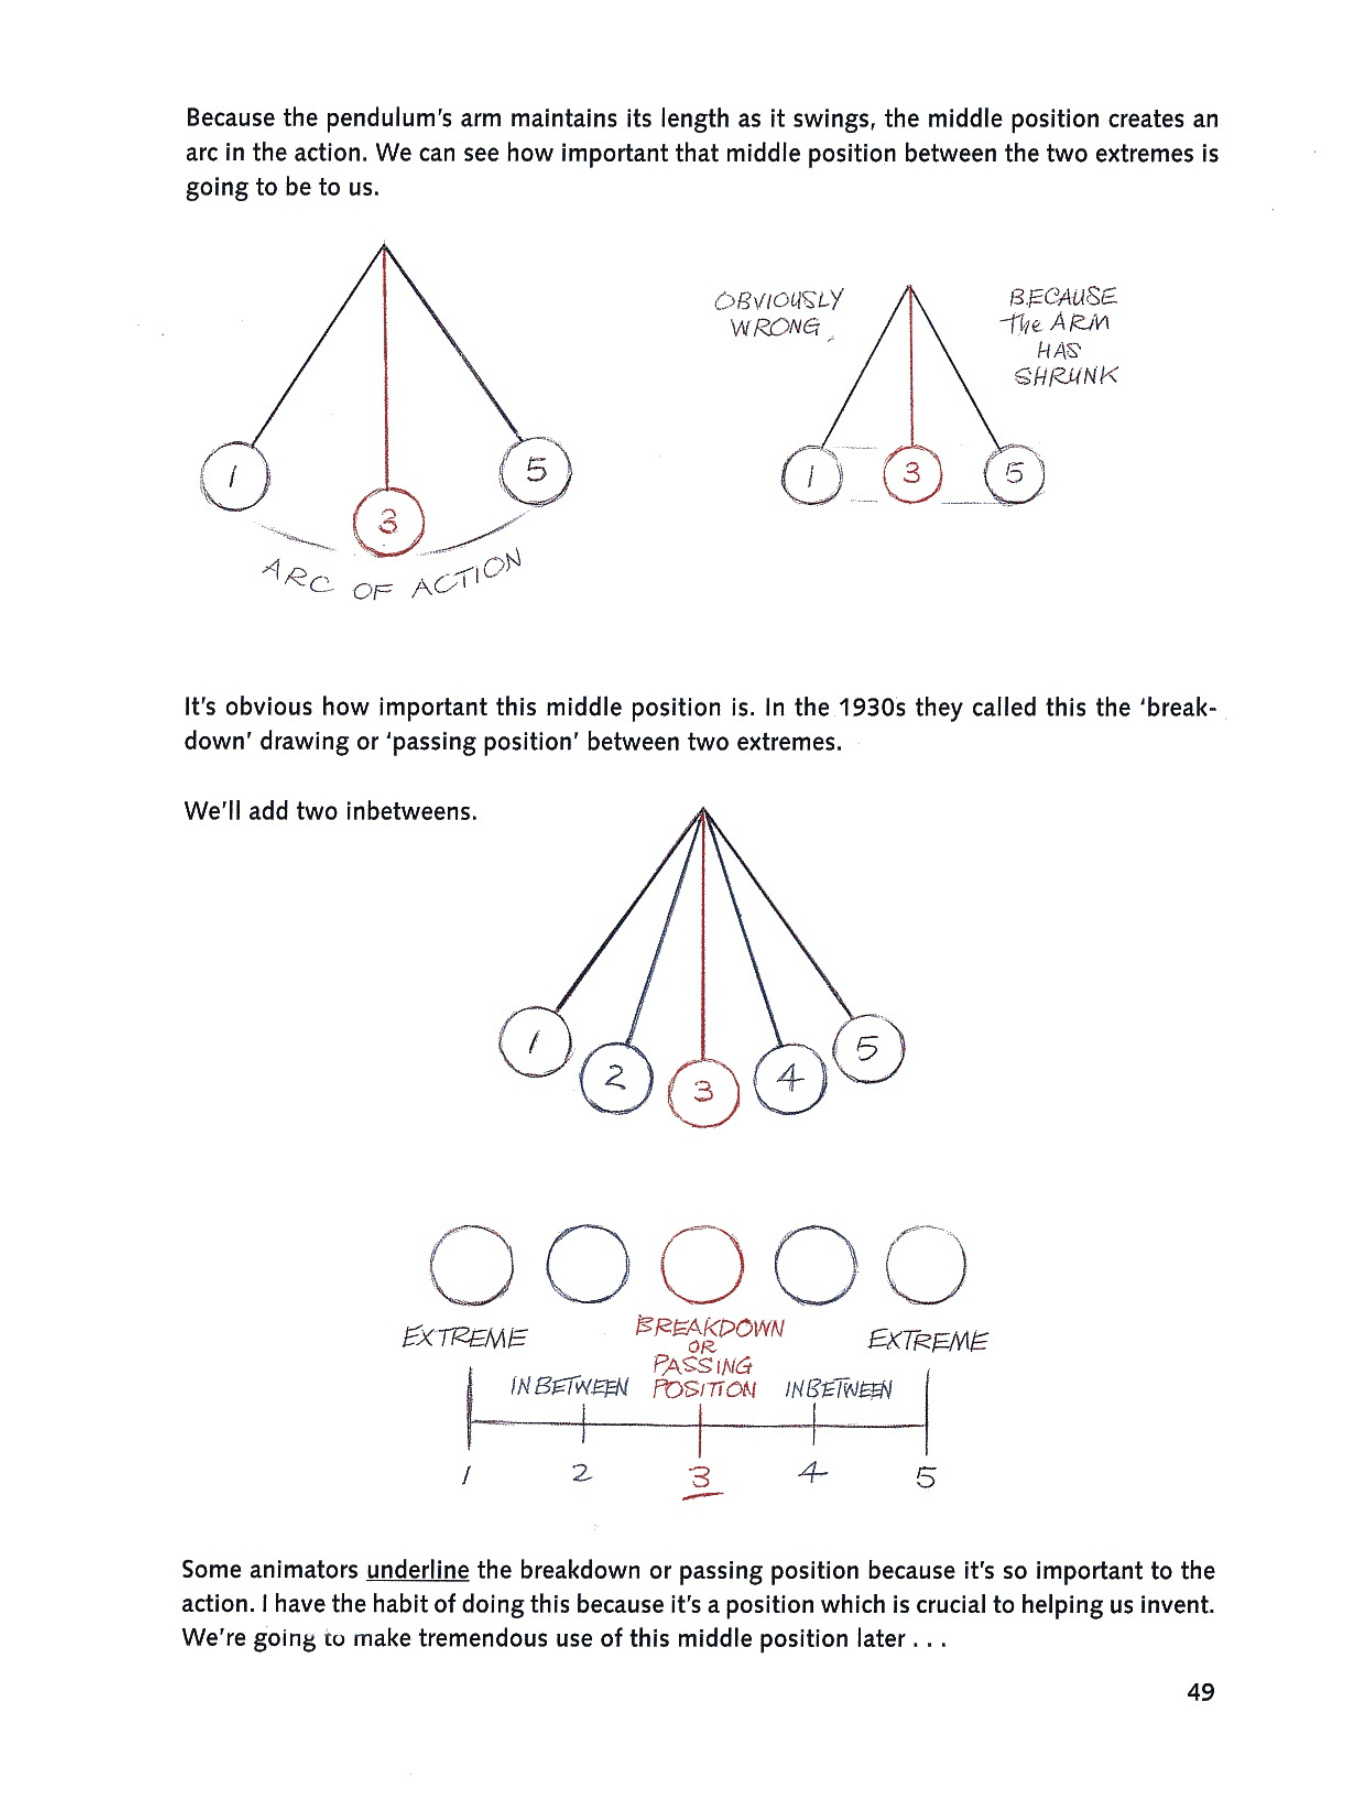 Because the pendulum's arm maintains its length as it swings, the middle position creates an
arc in the action. We can see how important that middle position between the two extremes is
going to be to us.
OBVIOUSLY
WRONG
BECAUSE
The ARM
HAS
SHRUNK
1
3
5
1
3
5
ARC OF ACTION
It's obvious how important this middle position is. In the 1930s they called this the 'break-
down' drawing or 'passing position' between two extremes.
We'll add two inbetweens.
1
2
3
4
5
EXTREME
BREAKDOWN
OR
PASSING
POSITION
EXTREME
INBETWEEN
INBETWEEN
1 2 3 4 5
Some animators underline the breakdown or passing position because it's so important to the
action. I have the habit of doing this because it's a position which is crucial to helping us invent.
We're going to make tremendous use of this middle position later . . .
49